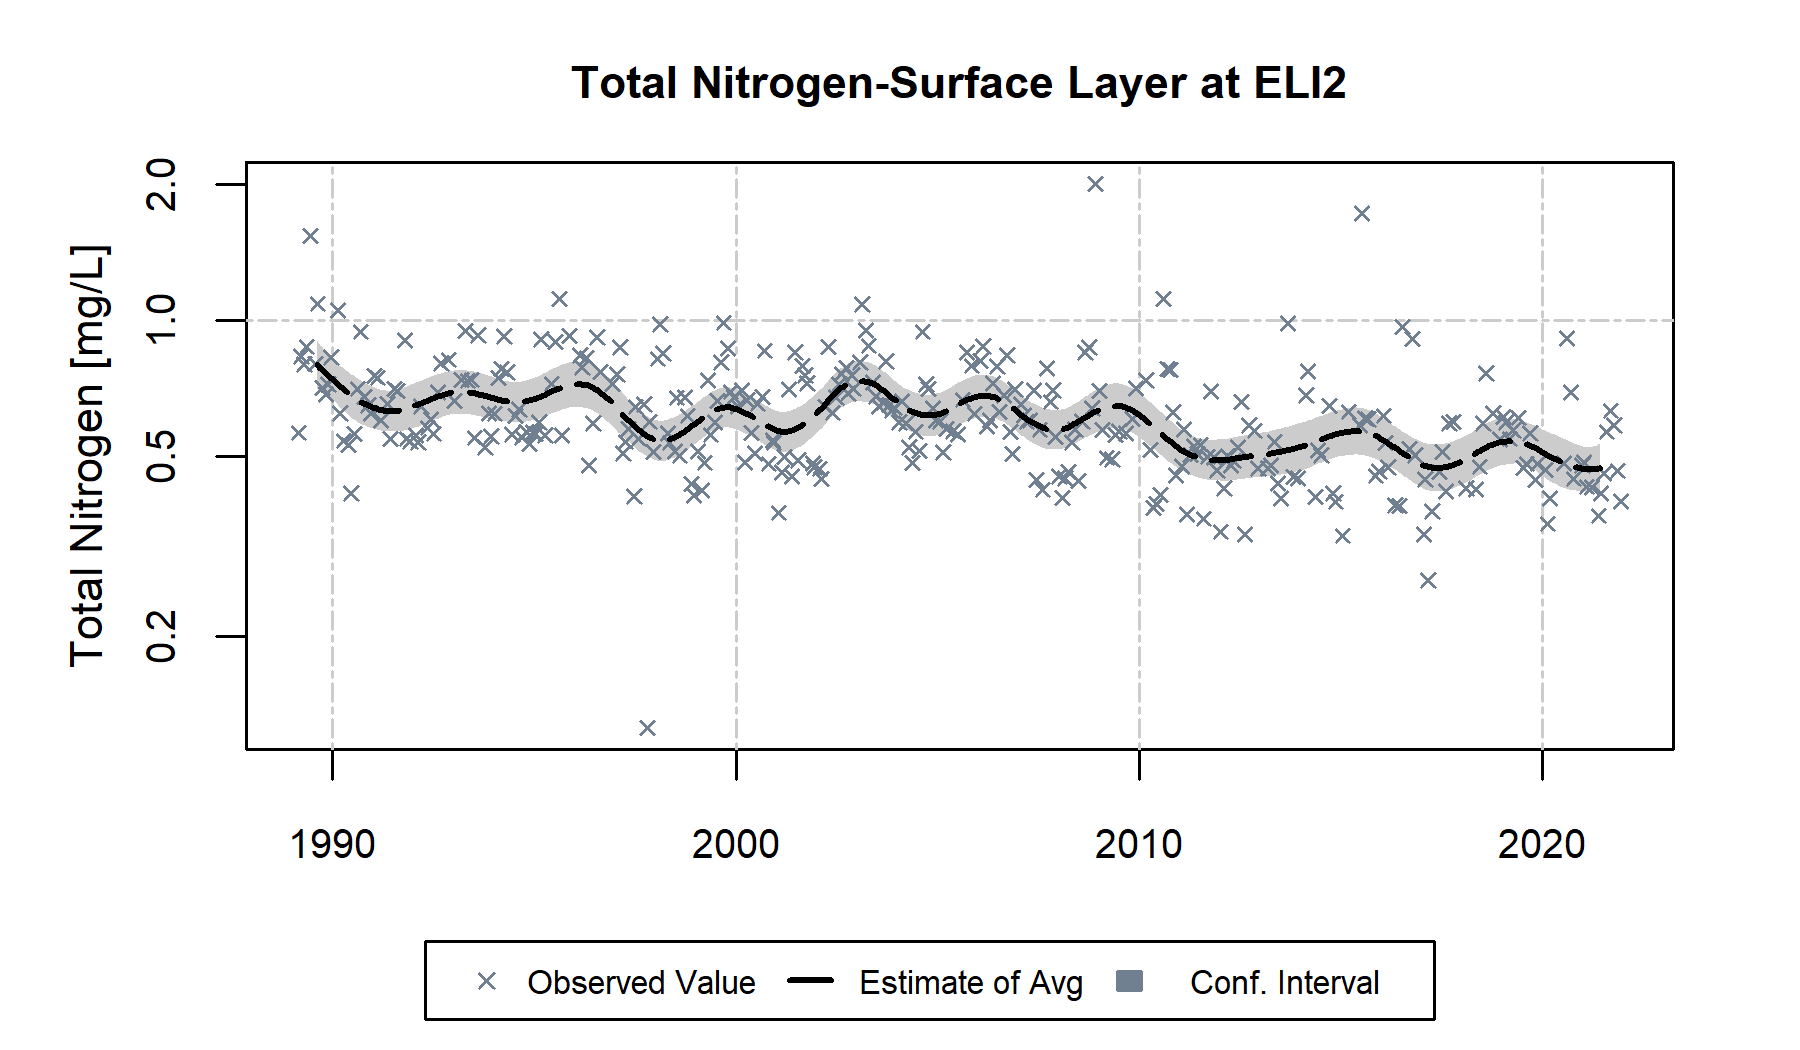 Total Nitrogen-Surface Layer at ELI2
Total Nitrogen [mg/L]
2.0
1.0
0.5
0.2
1990 2000 2010 2020
Observed Value Estimate of Avg Conf. Interval